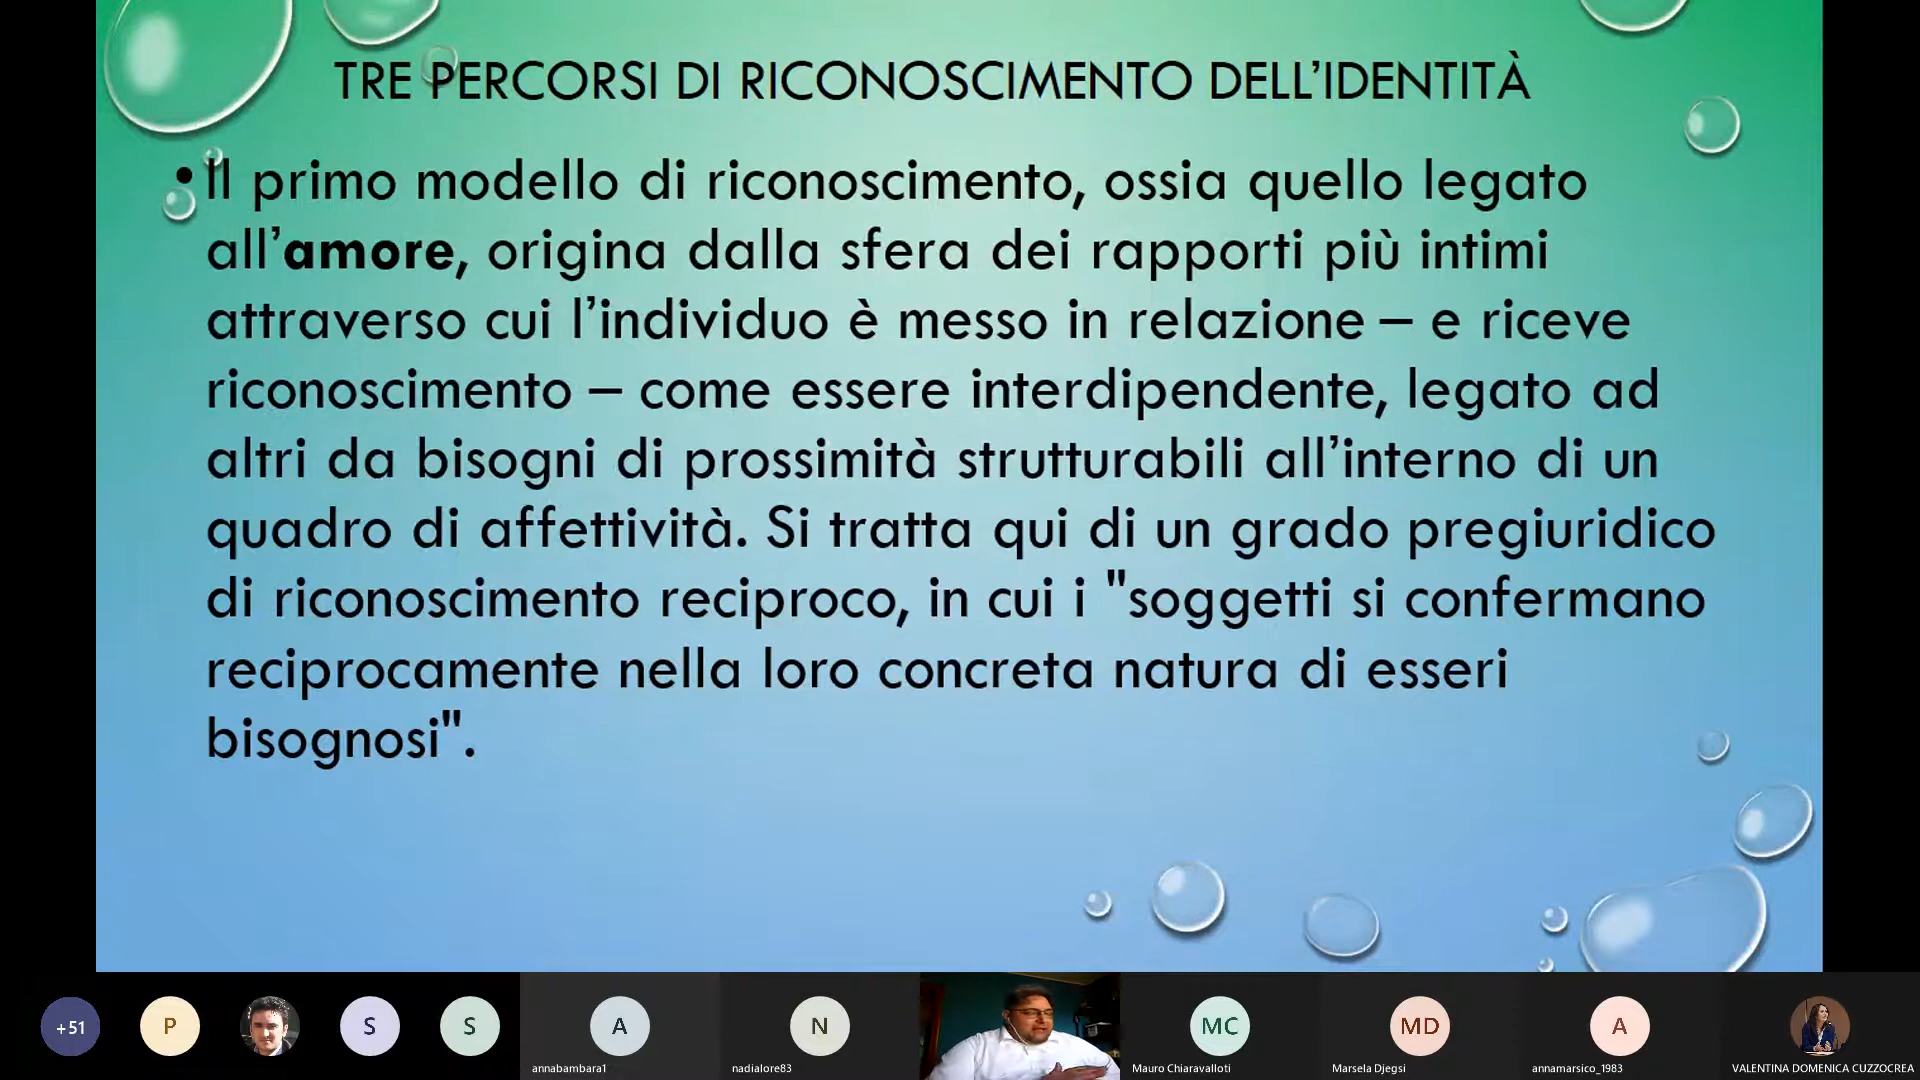 TRE PERCORSI DI RICONOSCIMENTO DELL’IDENTITÀ
• Il primo modello di riconoscimento, ossia quello legato
all’amore, origina dalla sfera dei rapporti più intimi
attraverso cui l’individuo è messo in relazione – e riceve
riconoscimento – come essere interdipendente, legato ad
altri da bisogni di prossimità strutturabili all’interno di un
quadro di affettività. Si tratta qui di un grado pregiuridico
di riconoscimento reciproco, in cui i "soggetti si confermano
reciprocamente nella loro concreta natura di esseri
bisognosi".
+51
P
S
S
A
N
MC
MD
A
annabambara1
nadialore83
Mauro Chiaravalloti
Marsela Djegsi
annamarsico_1983
VALENTINA DOMENICA CUZZOCREA